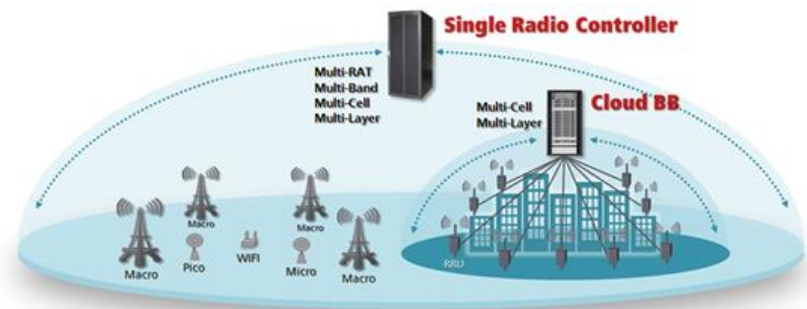 Single Radio Controller
Multi-RAT
Multi-Band
Multi-Cell
Multi-Layer
Multi-Cell
Multi-Layer
Cloud BB
Macro
Macro
Macro
Pico
WIFI
Micro
Macro
RRU